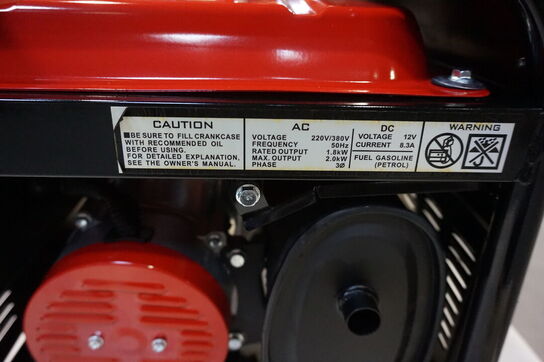 CAUTION
■BE SURE TO FILL CRANKCASE
WITH RECOMMENDED OIL
BEFORE USING.
FOR DETAILED EXPLANATION,
SEE THE OWNER'S MANUAL.
AC
VOLTAGE 220V/380V
FREQUENCY 50Hz
RATED OUTPUT 1.8kW
MAX. OUTPUT 2.0kW
PHASE 3Ø
DC
VOLTAGE 12V
CURRENT 8.3A
FUEL GASOLINE
(PETROL)
WARNING